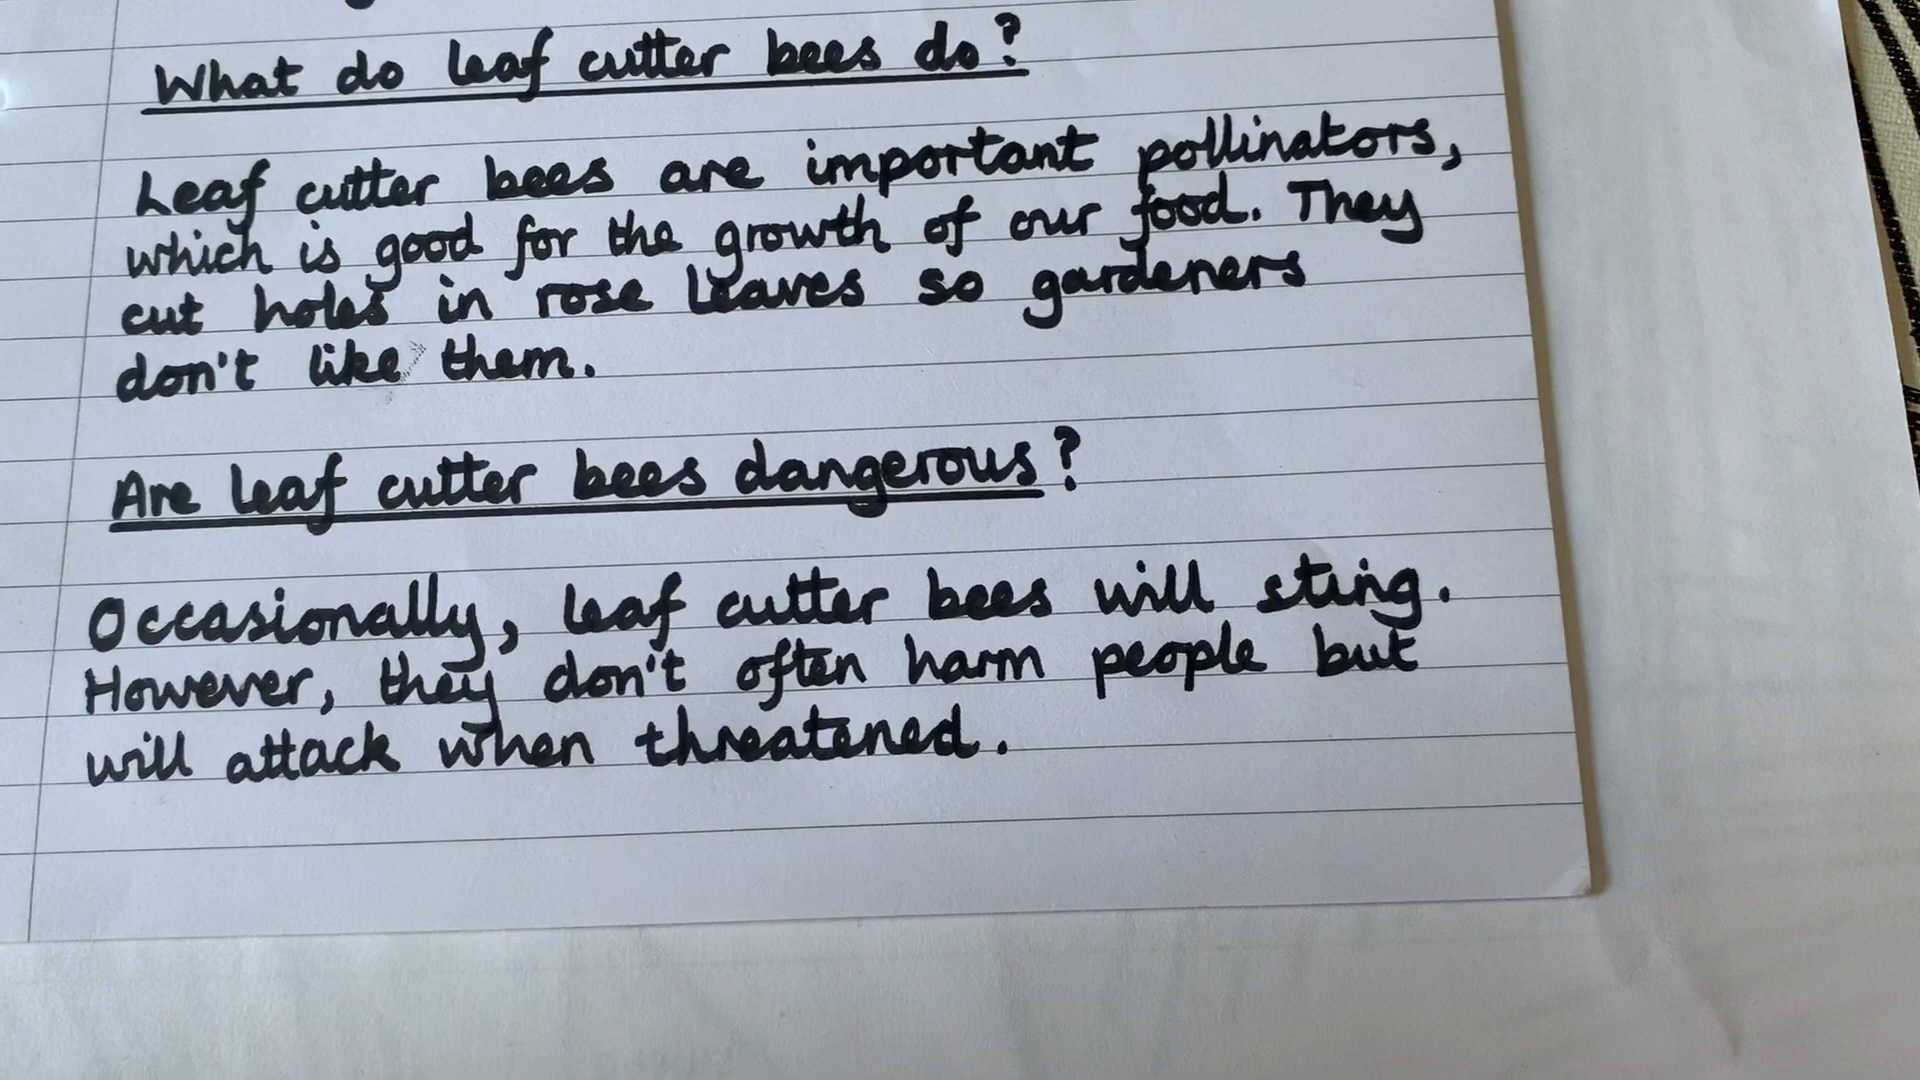 What do leaf cutter bees do?
Leaf cutter bees are important pollinators,
which is good for the growth of our food. They
cut holes in rose leaves so gardeners
don't like them.
Are leaf cutter bees dangerous?
Occasionally, leaf cutter bees will sting.
However, they don't often harm people but
will attack when threatened.